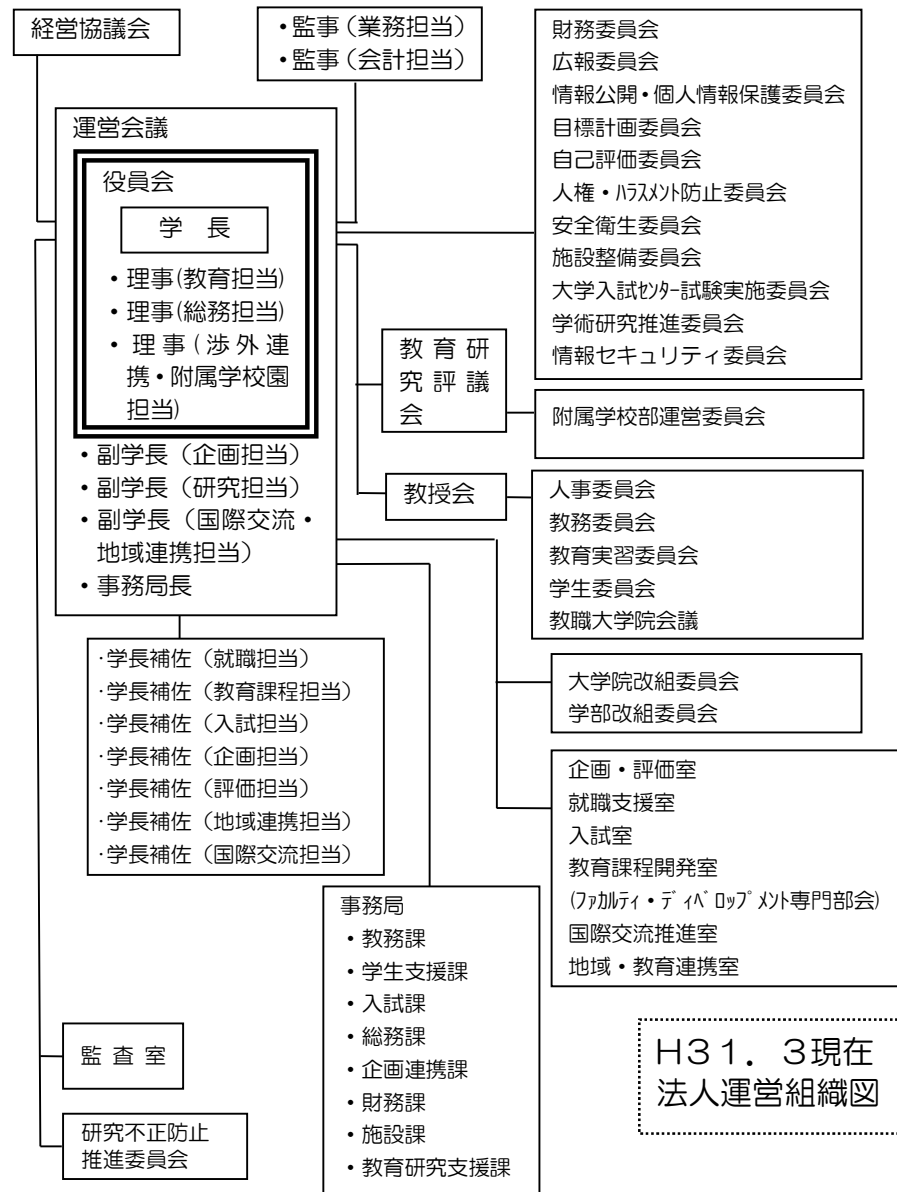 経営協議会
・監事（業務担当）
・監事（会計担当）
財務委員会
広報委員会
情報公開・個人情報保護委員会
目標計画委員会
自己評価委員会
人権・ﾊﾗｽﾒﾝﾄ防止委員会
安全衛生委員会
施設整備委員会
大学入試ｾﾝﾀｰ試験実施委員会
学術研究推進委員会
情報セキュリティ委員会
運営会議
役員会
学　長
・理事(教育担当)
・理事(総務担当)
・理事(渉外連
携・附属学校園
担当)
・副学長（企画担当）
・副学長（研究担当）
・副学長（国際交流・
地域連携担当）
・事務局長
教育研
究評議
会
附属学校部運営委員会
教授会
人事委員会
教務委員会
教育実習委員会
学生委員会
教職大学院会議
・学長補佐（就職担当）
・学長補佐（教育課程担当）
・学長補佐（入試担当）
・学長補佐（企画担当）
・学長補佐（評価担当）
・学長補佐（地域連携担当）
・学長補佐（国際交流担当）
大学院改組委員会
学部改組委員会
企画・評価室
就職支援室
入試室
教育課程開発室
(ﾌｧｶﾙﾃｨ・ﾃﾞｨﾍﾞﾛｯﾌﾟﾒﾝﾄ専門部会)
国際交流推進室
地域・教育連携室
事務局
・教務課
・学生支援課
・入試課
・総務課
・企画連携課
・財務課
・施設課
・教育研究支援課
監査室
研究不正防止
推進委員会
H３１．３現在
法人運営組織図